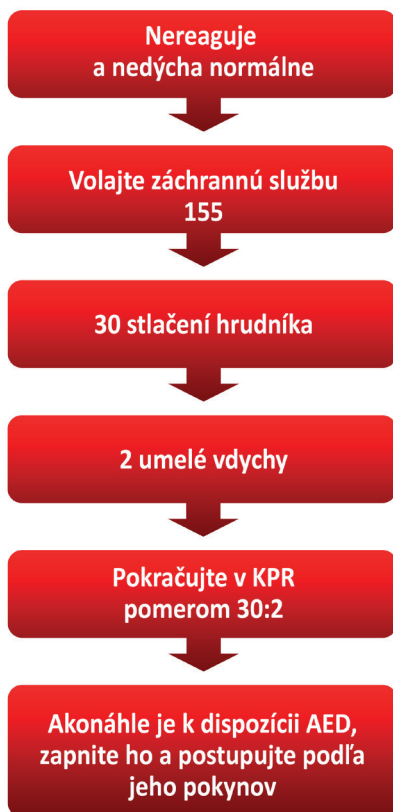 Nereaguje
a nedýcha normálne
Volajte záchrannú službu
155
30 stlačení hrudníka
2 umelé vdychy
Pokračujte v KPR
pomerom 30:2
Akonáhle je k dispozícii AED,
zapnite ho a postupujte podľa
jeho pokynov